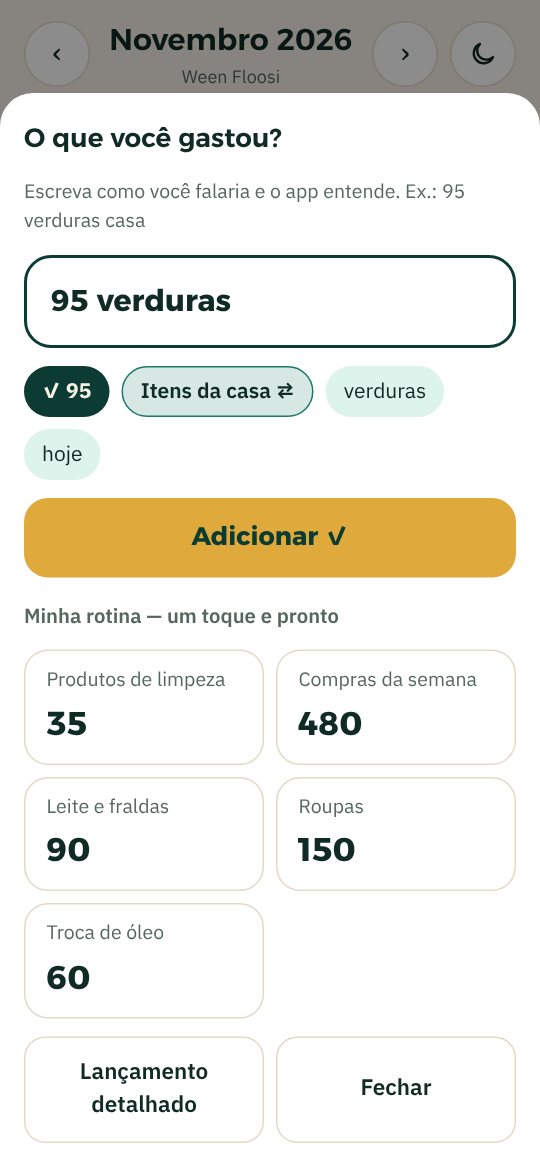 ‹ Novembro 2026 ›
Ween Floosi
O que você gastou?
Escreva como você falaria e o app entende. Ex.: 95
verduras casa
95 verduras
✓ 95 Itens da casa ⇄ verduras
hoje
Adicionar ✓
Minha rotina — um toque e pronto
Produtos de limpeza Compras da semana
35 480
Leite e fraldas Roupas
90 150
Troca de óleo
60
Lançamento
detalhado
Fechar